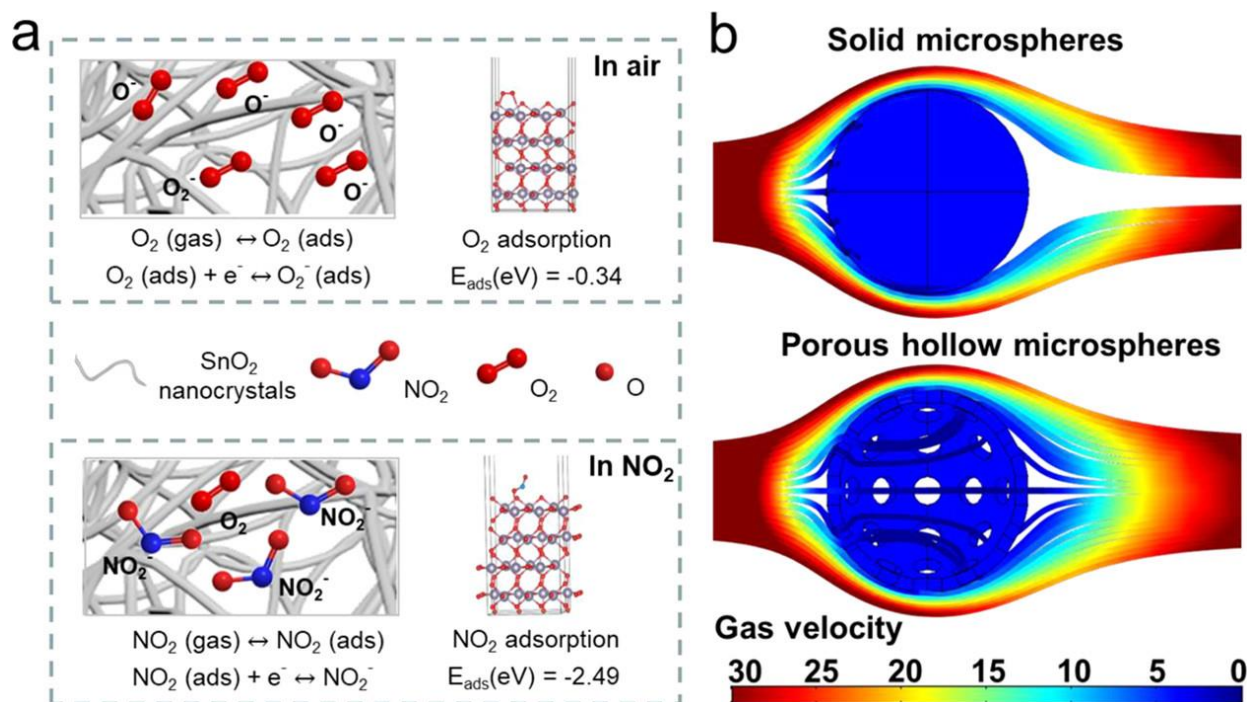 a
In air
O⁻
O⁻
O⁻
O₂⁻
O⁻
O₂ (gas) ↔ O₂ (ads)
O₂ (ads) + e⁻ ↔ O₂⁻ (ads)
O₂ adsorption
E_ads(eV) = -0.34
SnO₂
nanocrystals
NO₂
O₂
O
In NO₂
O₂
NO₂⁻
NO₂⁻
NO₂⁻
NO₂ (gas) ↔ NO₂ (ads)
NO₂ (ads) + e⁻ ↔ NO₂⁻
NO₂ adsorption
E_ads(eV) = -2.49
b
Solid microspheres
Porous hollow microspheres
Gas velocity
30 25 20 15 10 5 0